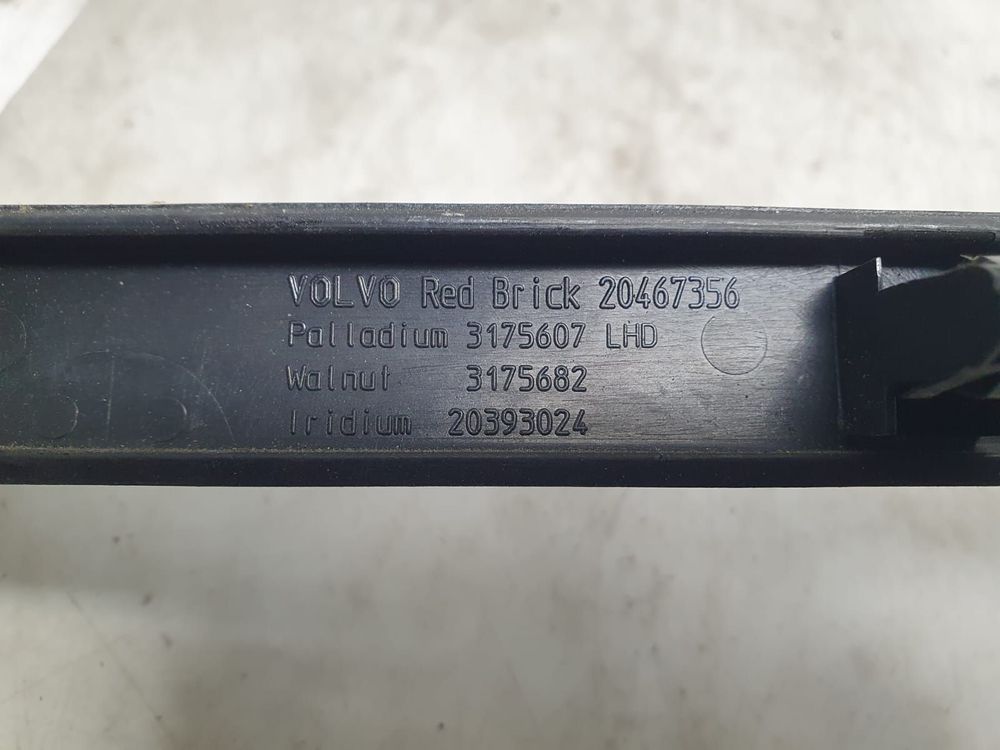 VOLVO Red Brick 20467356
Palladium 3175607 LHD
Walnut 3175682
Iridium 20393024